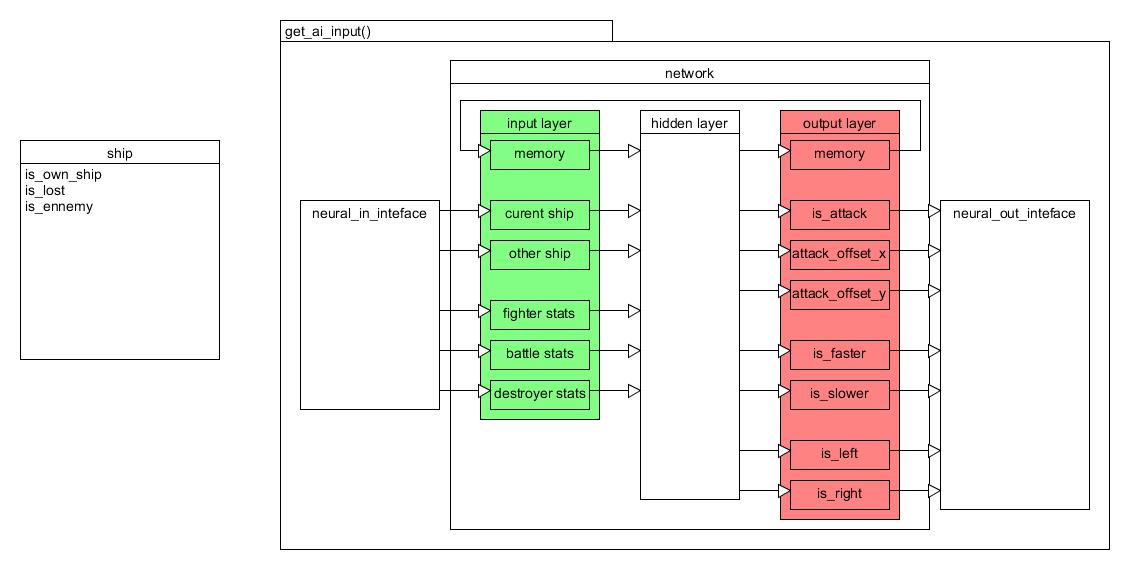 get_ai_input()
network
input layer
hidden layer
output layer
ship
memory
memory
is_own_ship
is_lost
is_ennemy
neural_in_inteface
curent ship
is_attack
neural_out_inteface
other ship
attack_offset_x
attack_offset_y
fighter stats
battle stats
is_faster
destroyer stats
is_slower
is_left
is_right